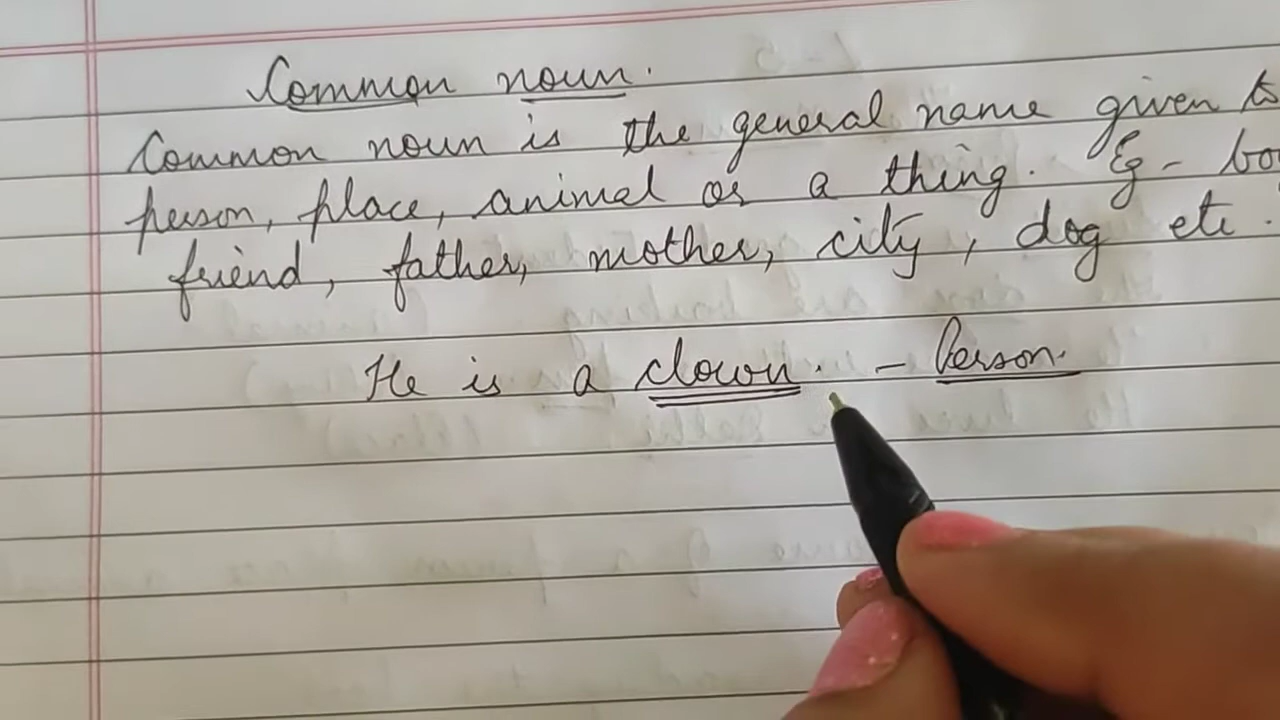 Common noun.
Common noun is the general name given to
person, place, animal or a thing. Eg -
friend, father, mother, city, dog etc.
He is a clown. - Person.